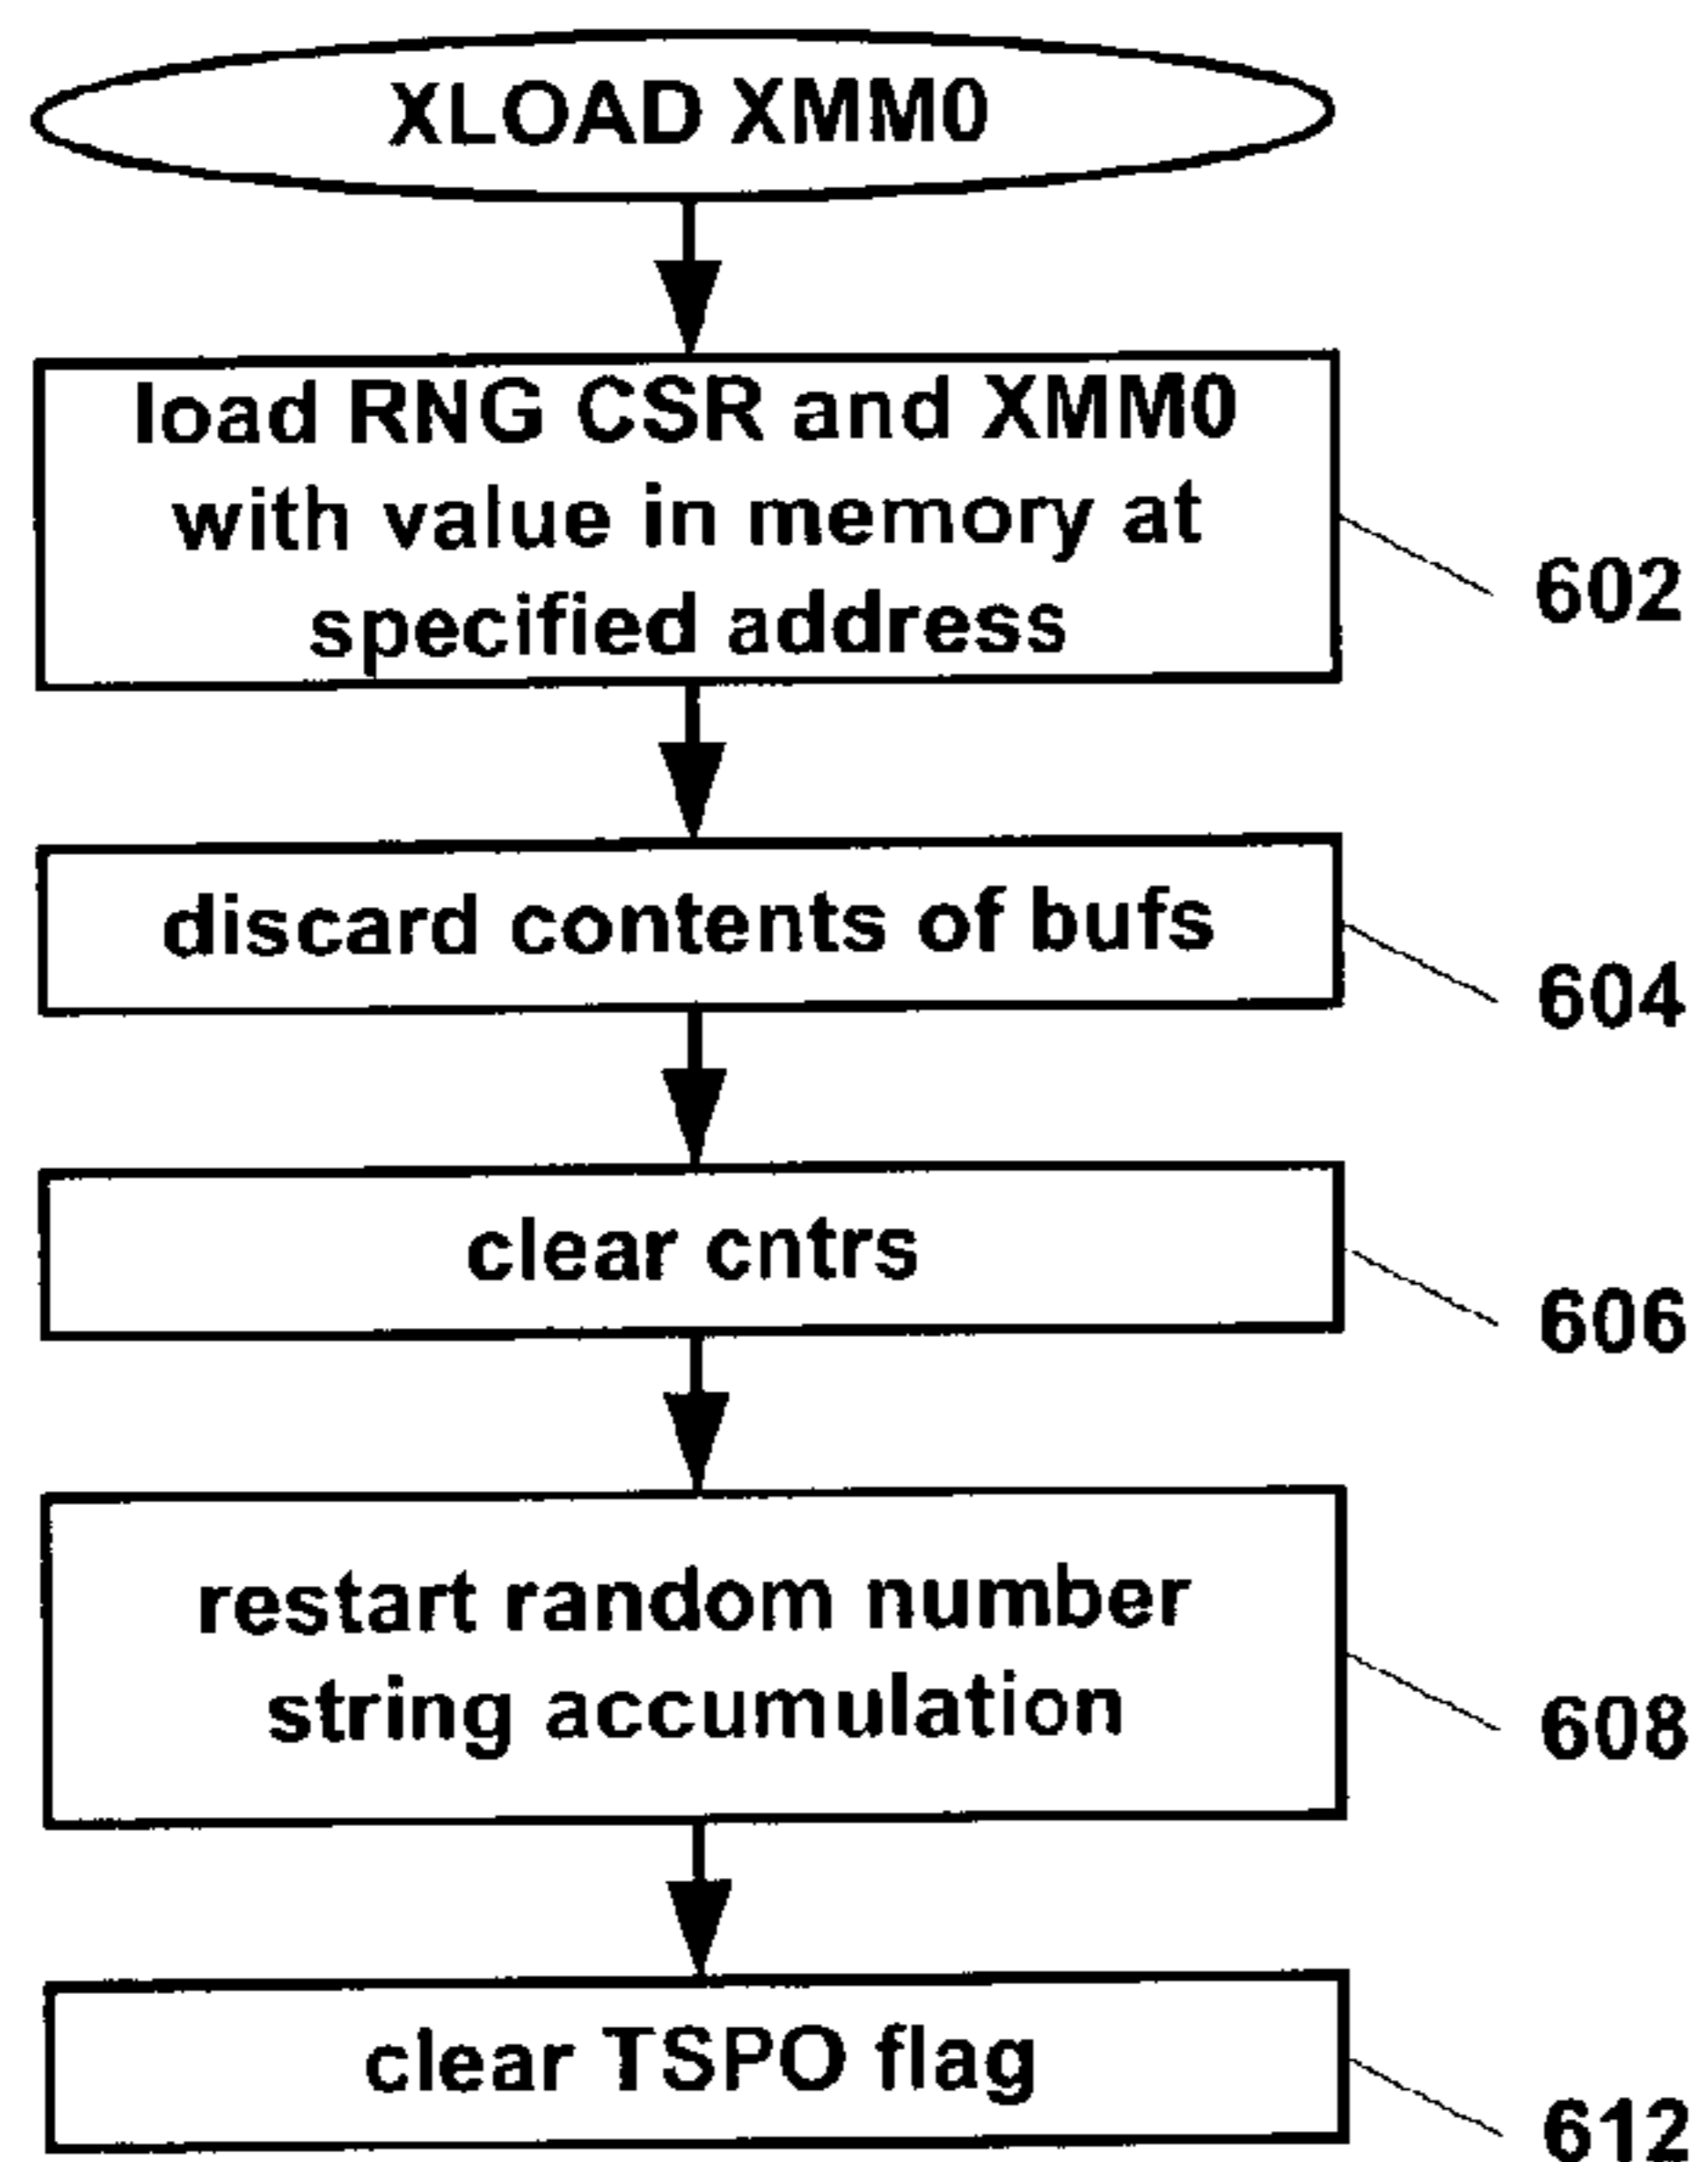 XLOAD XMM0
load RNG CSR and XMM0
with value in memory at
specified address
602
discard contents of bufs
604
clear cntrs
606
restart random number
string accumulation
608
clear TSPO flag
612